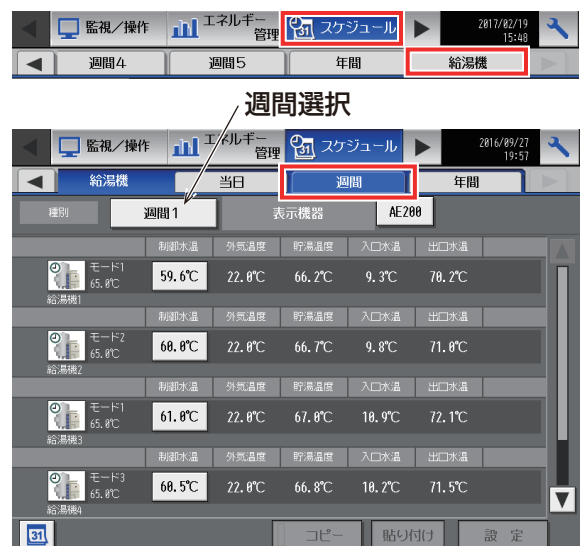 監視/操作 エネルギー管理 31 スケジュール 2017/02/19 15:48
週間4 週間5 年間 給湯機
週間選択
監視/操作 エネルギー管理 31 スケジュール 2016/09/27 19:57
給湯機 当日 週間 年間
種別 週間1 表示機器 AE200
制御水温 外気温度 貯湯温度 入口水温 出口水温
モード1 65.0℃ 59.6℃ 22.0℃ 66.2℃ 9.3℃ 70.2℃
給湯機1
制御水温 外気温度 貯湯温度 入口水温 出口水温
モード2 65.0℃ 60.0℃ 22.0℃ 66.7℃ 9.8℃ 71.0℃
給湯機2
制御水温 外気温度 貯湯温度 入口水温 出口水温
モード1 65.0℃ 61.0℃ 22.0℃ 67.0℃ 10.9℃ 72.1℃
給湯機3
制御水温 外気温度 貯湯温度 入口水温 出口水温
モード3 65.0℃ 60.5℃ 22.0℃ 66.8℃ 10.2℃ 71.5℃
給湯機4
31 コピー 貼り付け 設定